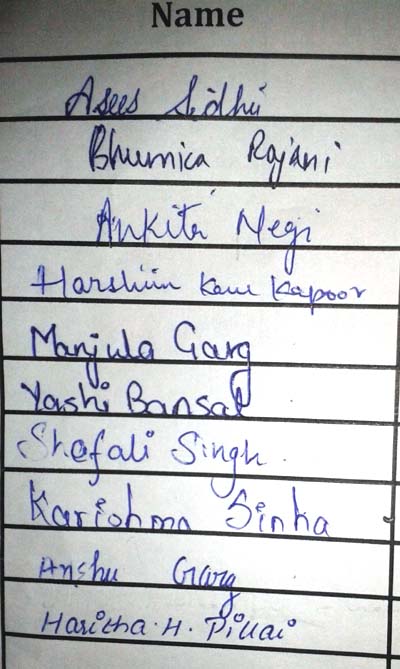 Name
Asees Sidhu
Bhumica Rajani
Ankita Negi
Harshiin Kaur Kapoor
Manjula Garg
Yashi Bansal
Shefali Singh
Karishma Sinha
Anshu Garg
Haritha. H. Pillai